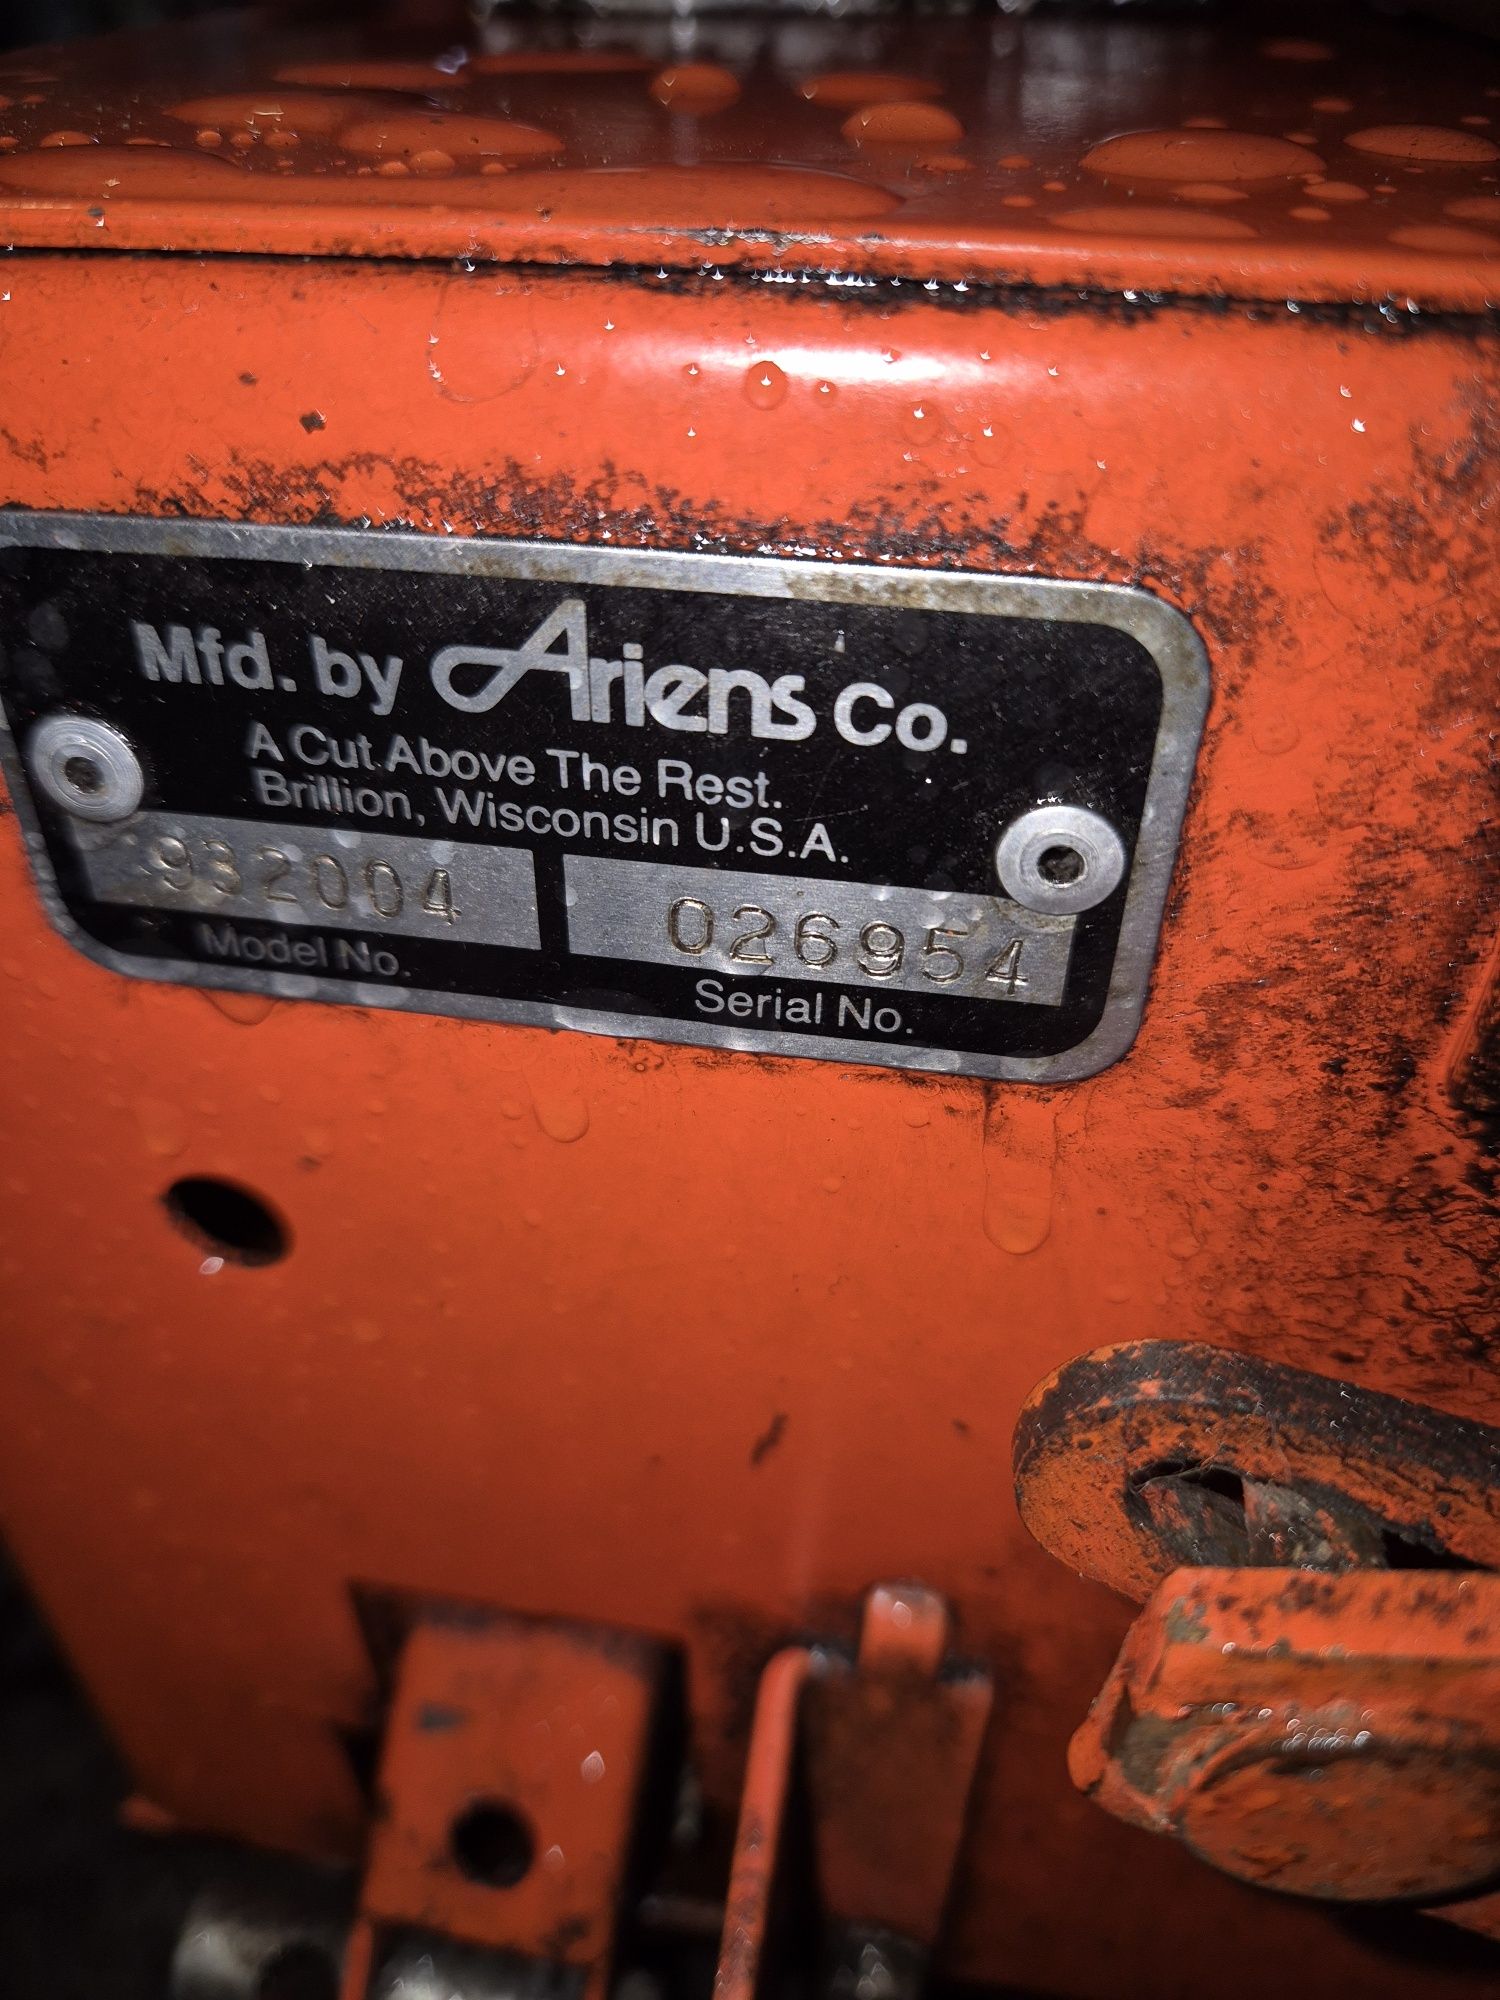 Mfd. by Ariens Co.
A Cut Above The Rest.
Brillion, Wisconsin U.S.A.
932004 026954
Model No. Serial No.